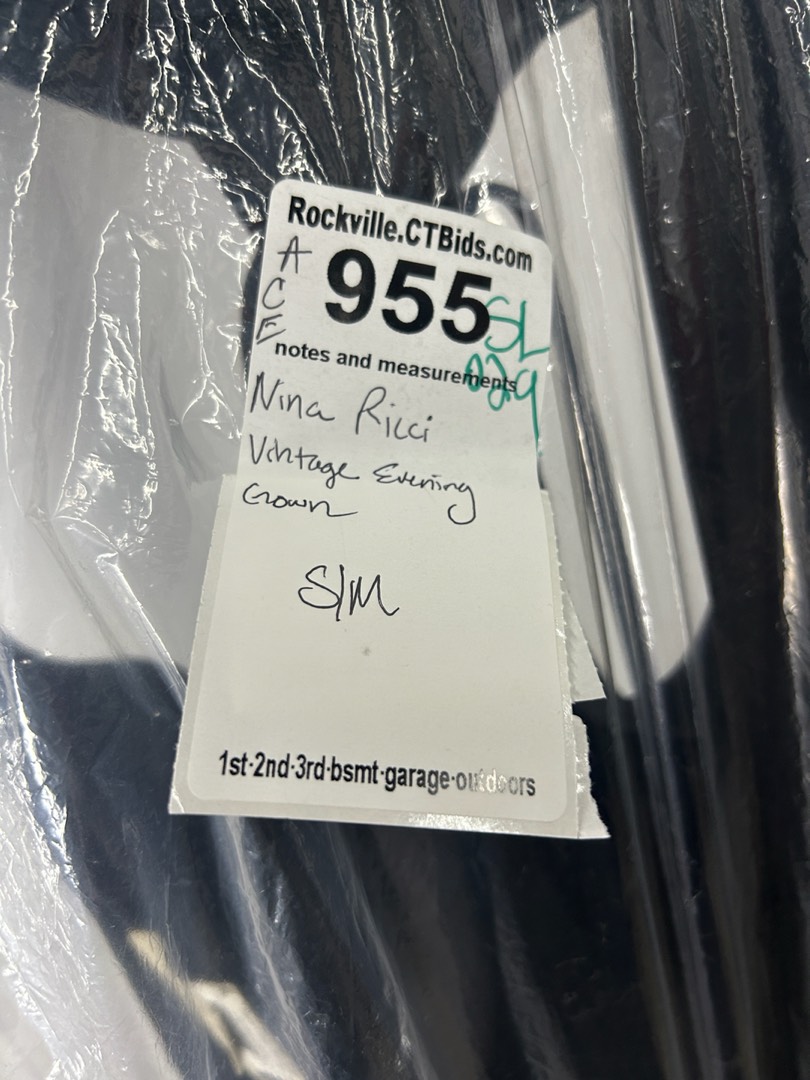 Rockville.CTBids.com
A
C
E
955
SL
029
notes and measurements
Nina Ricci
Vintage Evening
Gown
S/M
1st·2nd·3rd·bsmt·garage·outdoors